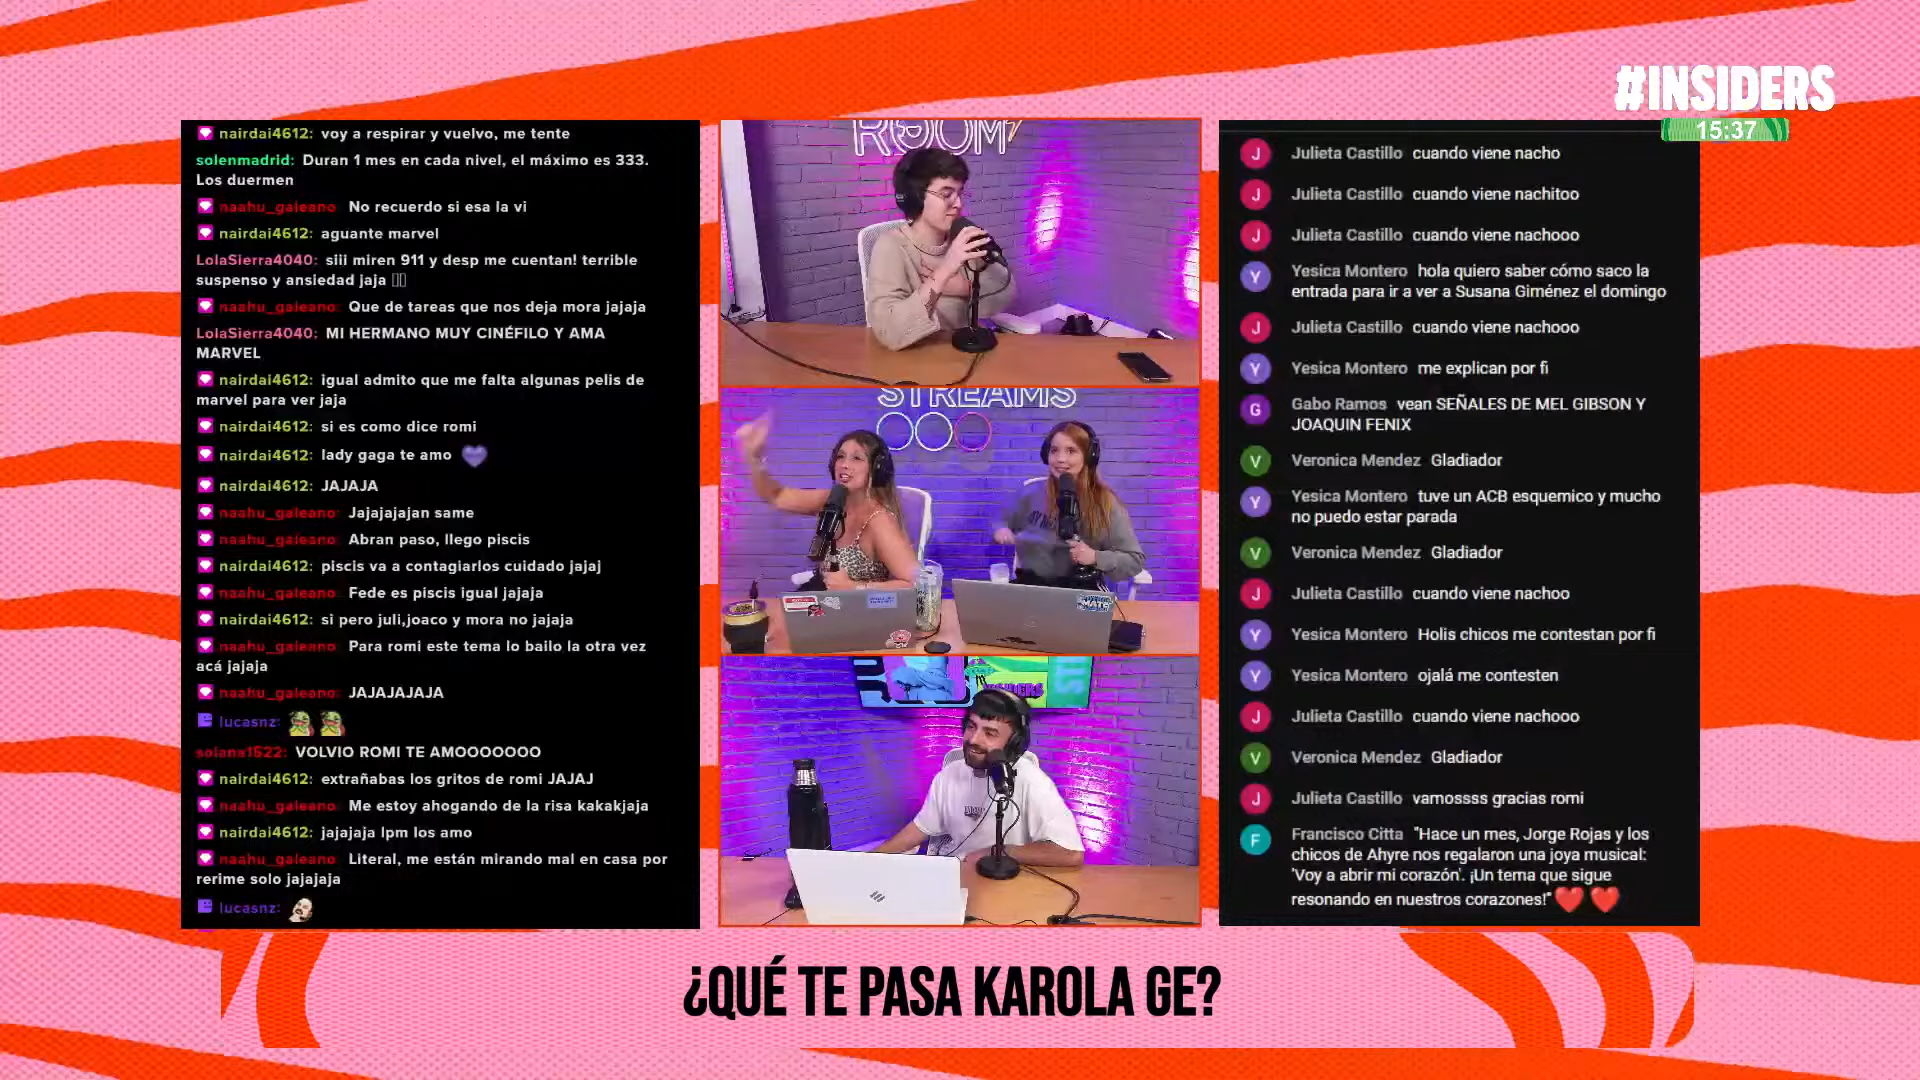 #INSIDERS
15:37
nairdai4612: voy a respirar y vuelvo, me tente
solenmadrid: Duran 1 mes en cada nivel, el máximo es 333.
Los duermen
naahu_galeano: No recuerdo si esa la vi
nairdai4612: aguante marvel
LolaSierra4040: siii miren 911 y desp me cuentan! terrible
suspenso y ansiedad jaja
naahu_galeano: Que de tareas que nos deja mora jajaja
LolaSierra4040: MI HERMANO MUY CINÉFILO Y AMA
MARVEL
nairdai4612: igual admito que me falta algunas pelis de
marvel para ver jaja
nairdai4612: si es como dice romi
nairdai4612: lady gaga te amo
nairdai4612: JAJAJA
naahu_galeano: Jajajajajan same
naahu_galeano: Abran paso, llego piscis
nairdai4612: piscis va a contagiarlos cuidado jajaj
naahu_galeano: Fede es piscis igual jajaja
nairdai4612: si pero juli,joaco y mora no jajaja
naahu_galeano: Para romi este tema lo bailo la otra vez
acá jajaja
naahu_galeano: JAJAJAJAJA
lucasnz:
solana1522: VOLVIO ROMI TE AMOOOOOOO
nairdai4612: extrañabas los gritos de romi JAJAJ
naahu_galeano: Me estoy ahogando de la risa kakakjaja
nairdai4612: jajajaja lpm los amo
naahu_galeano: Literal, me están mirando mal en casa por
rerime solo jajajaja
lucasnz:
ROOM
STREAMS
Julieta Castillo cuando viene nacho
Julieta Castillo cuando viene nachitoo
Julieta Castillo cuando viene nachooo
Yesica Montero hola quiero saber cómo saco la
entrada para ir a ver a Susana Giménez el domingo
Julieta Castillo cuando viene nachooo
Yesica Montero me explican por fi
Gabo Ramos vean SEÑALES DE MEL GIBSON Y
JOAQUIN FENIX
Veronica Mendez Gladiador
Yesica Montero tuve un ACB esquemico y mucho
no puedo estar parada
Veronica Mendez Gladiador
Julieta Castillo cuando viene nachoo
Yesica Montero Holis chicos me contestan por fi
Yesica Montero ojalá me contesten
Julieta Castillo cuando viene nachooo
Veronica Mendez Gladiador
Julieta Castillo vamossss gracias romi
Francisco Citta "Hace un mes, Jorge Rojas y los
chicos de Ahyre nos regalaron una joya musical:
'Voy a abrir mi corazón'. ¡Un tema que sigue
resonando en nuestros corazones!"
¿QUÉ TE PASA KAROLA GE?